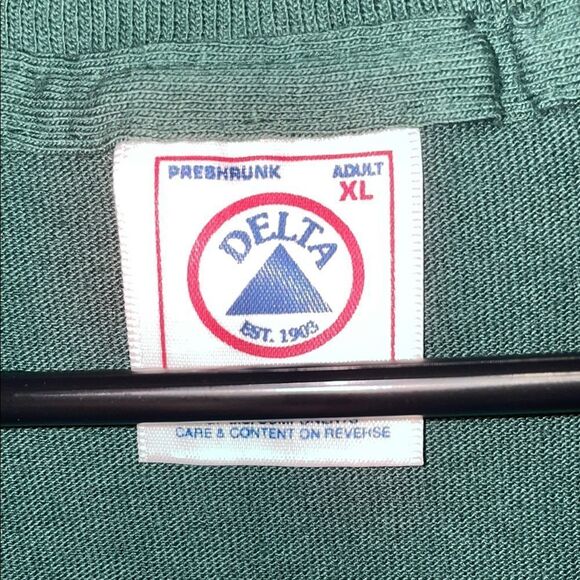 PRESHRUNK
ADULT
XL
DELTA
EST. 1903
CARE & CONTENT ON REVERSE